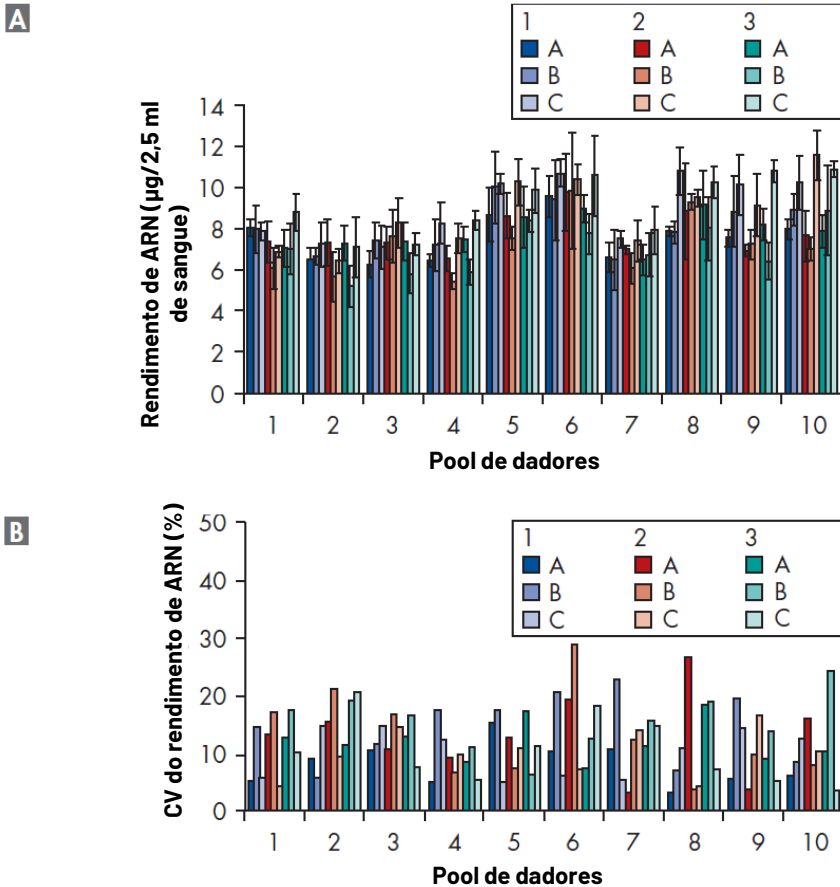 A
1 2 3
A A A
B B B
C C C
Rendimento de ARN (µg/2,5 ml
de sangue)
14
12
10
8
6
4
2
0
1 2 3 4 5 6 7 8 9 10
Pool de dadores
B
1 2 3
A A A
B B B
C C C
CV do rendimento de ARN (%)
50
40
30
20
10
0
1 2 3 4 5 6 7 8 9 10
Pool de dadores